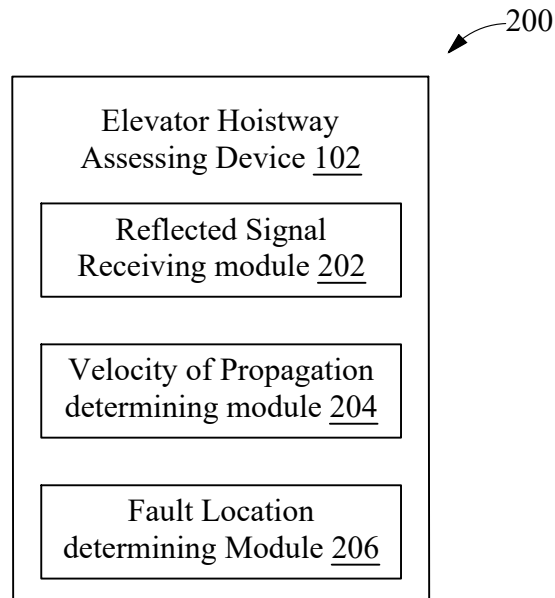 200
Elevator Hoistway
Assessing Device 102
Reflected Signal
Receiving module 202
Velocity of Propagation
determining module 204
Fault Location
determining Module 206